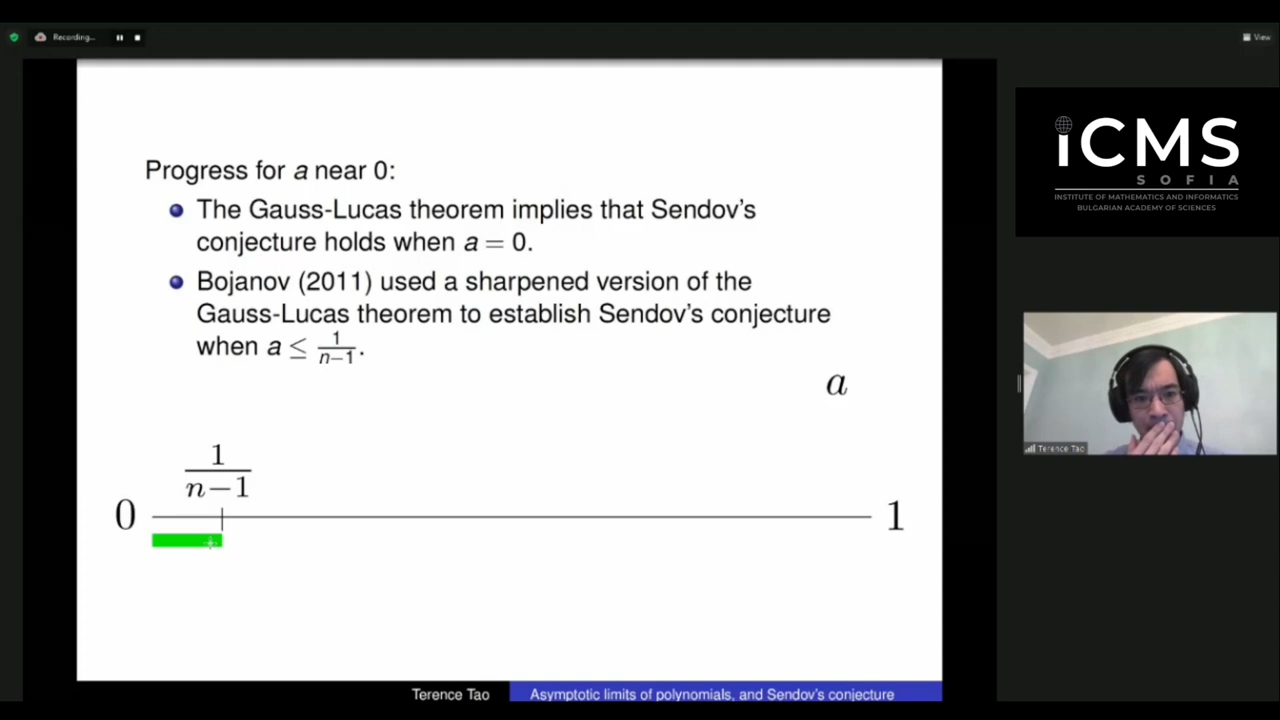 Recording...
View
Progress for a near 0:
The Gauss-Lucas theorem implies that Sendov's
conjecture holds when a = 0.
Bojanov (2011) used a sharpened version of the
Gauss-Lucas theorem to establish Sendov's conjecture
when a ≤ 1/(n−1).
a
1/(n−1)
0
1
Terence Tao
Asymptotic limits of polynomials, and Sendov's conjecture
iCMS
SOFIA
INSTITUTE OF MATHEMATICS AND INFORMATICS
BULGARIAN ACADEMY OF SCIENCES
Terence Tao